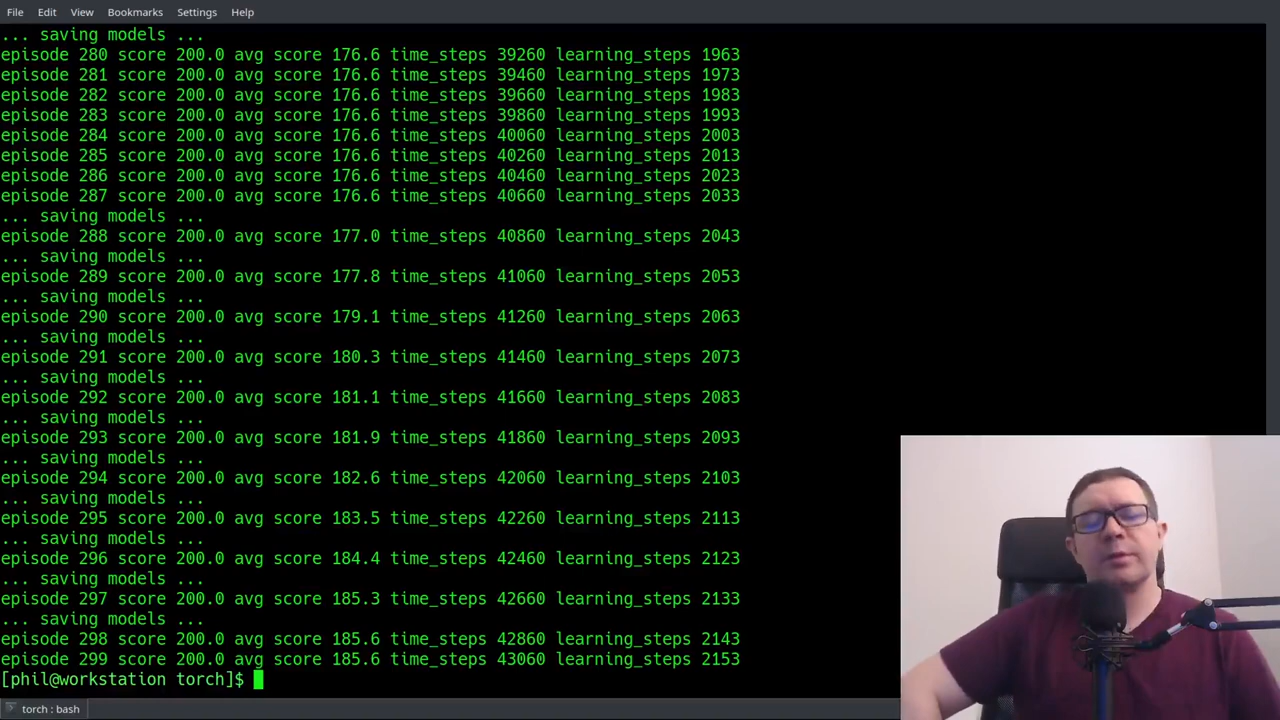 File Edit View Bookmarks Settings Help
... saving models ...
episode 280 score 200.0 avg score 176.6 time_steps 39260 learning_steps 1963
episode 281 score 200.0 avg score 176.6 time_steps 39460 learning_steps 1973
episode 282 score 200.0 avg score 176.6 time_steps 39660 learning_steps 1983
episode 283 score 200.0 avg score 176.6 time_steps 39860 learning_steps 1993
episode 284 score 200.0 avg score 176.6 time_steps 40060 learning_steps 2003
episode 285 score 200.0 avg score 176.6 time_steps 40260 learning_steps 2013
episode 286 score 200.0 avg score 176.6 time_steps 40460 learning_steps 2023
episode 287 score 200.0 avg score 176.6 time_steps 40660 learning_steps 2033
... saving models ...
episode 288 score 200.0 avg score 177.0 time_steps 40860 learning_steps 2043
... saving models ...
episode 289 score 200.0 avg score 177.8 time_steps 41060 learning_steps 2053
... saving models ...
episode 290 score 200.0 avg score 179.1 time_steps 41260 learning_steps 2063
... saving models ...
episode 291 score 200.0 avg score 180.3 time_steps 41460 learning_steps 2073
... saving models ...
episode 292 score 200.0 avg score 181.1 time_steps 41660 learning_steps 2083
... saving models ...
episode 293 score 200.0 avg score 181.9 time_steps 41860 learning_steps 2093
... saving models ...
episode 294 score 200.0 avg score 182.6 time_steps 42060 learning_steps 2103
... saving models ...
episode 295 score 200.0 avg score 183.5 time_steps 42260 learning_steps 2113
... saving models ...
episode 296 score 200.0 avg score 184.4 time_steps 42460 learning_steps 2123
... saving models ...
episode 297 score 200.0 avg score 185.3 time_steps 42660 learning_steps 2133
... saving models ...
episode 298 score 200.0 avg score 185.6 time_steps 42860 learning_steps 2143
episode 299 score 200.0 avg score 185.6 time_steps 43060 learning_steps 2153
[phil@workstation torch]$
torch : bash